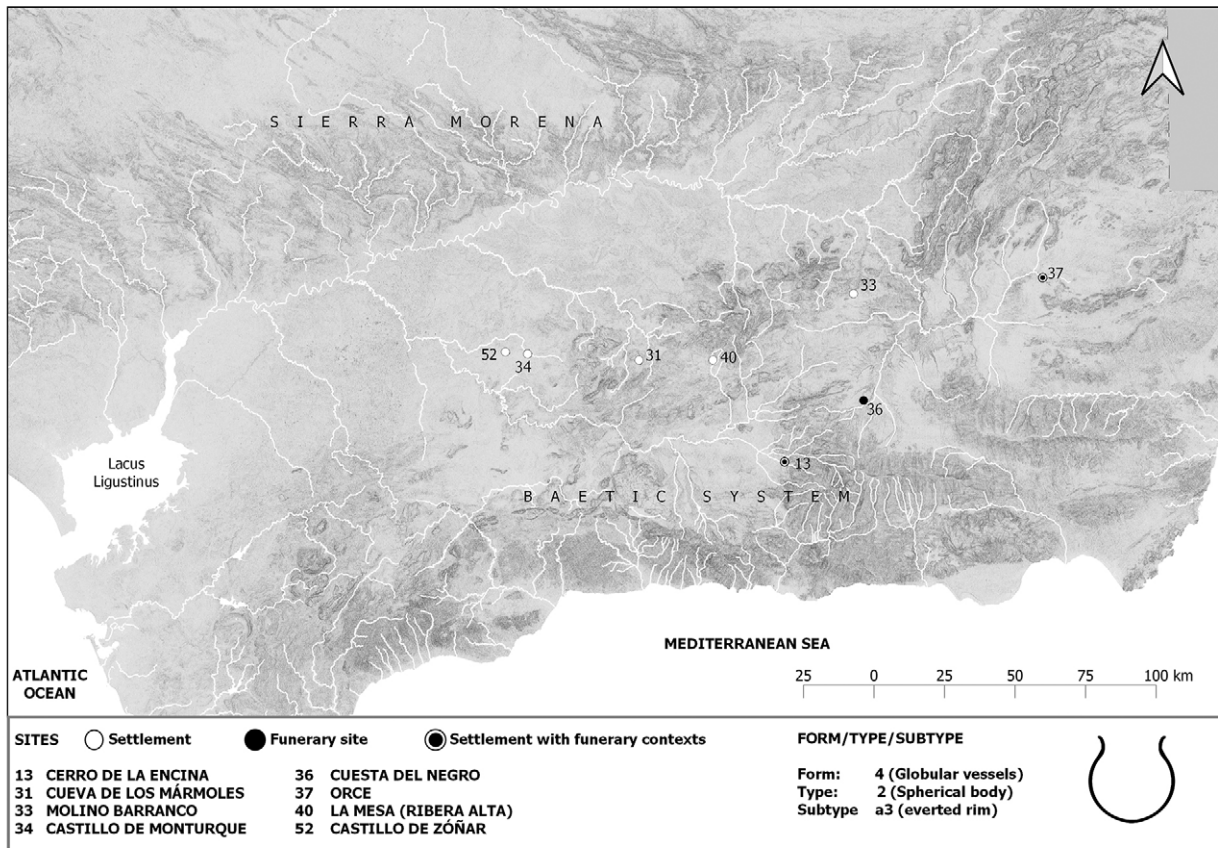 SIERRA MORENA
37
33
52
34
31
40
36
13
Lacus
Ligustinus
BAETIC SYSTEM
MEDITERRANEAN SEA
ATLANTIC
OCEAN
25 0 25 50 75 100 km
SITES Settlement Funerary site Settlement with funerary contexts
13 CERRO DE LA ENCINA
31 CUEVA DE LOS MÁRMOLES
33 MOLINO BARRANCO
34 CASTILLO DE MONTURQUE
36 CUESTA DEL NEGRO
37 ORCE
40 LA MESA (RIBERA ALTA)
52 CASTILLO DE ZÓÑAR
FORM/TYPE/SUBTYPE
Form: 4 (Globular vessels)
Type: 2 (Spherical body)
Subtype a3 (everted rim)